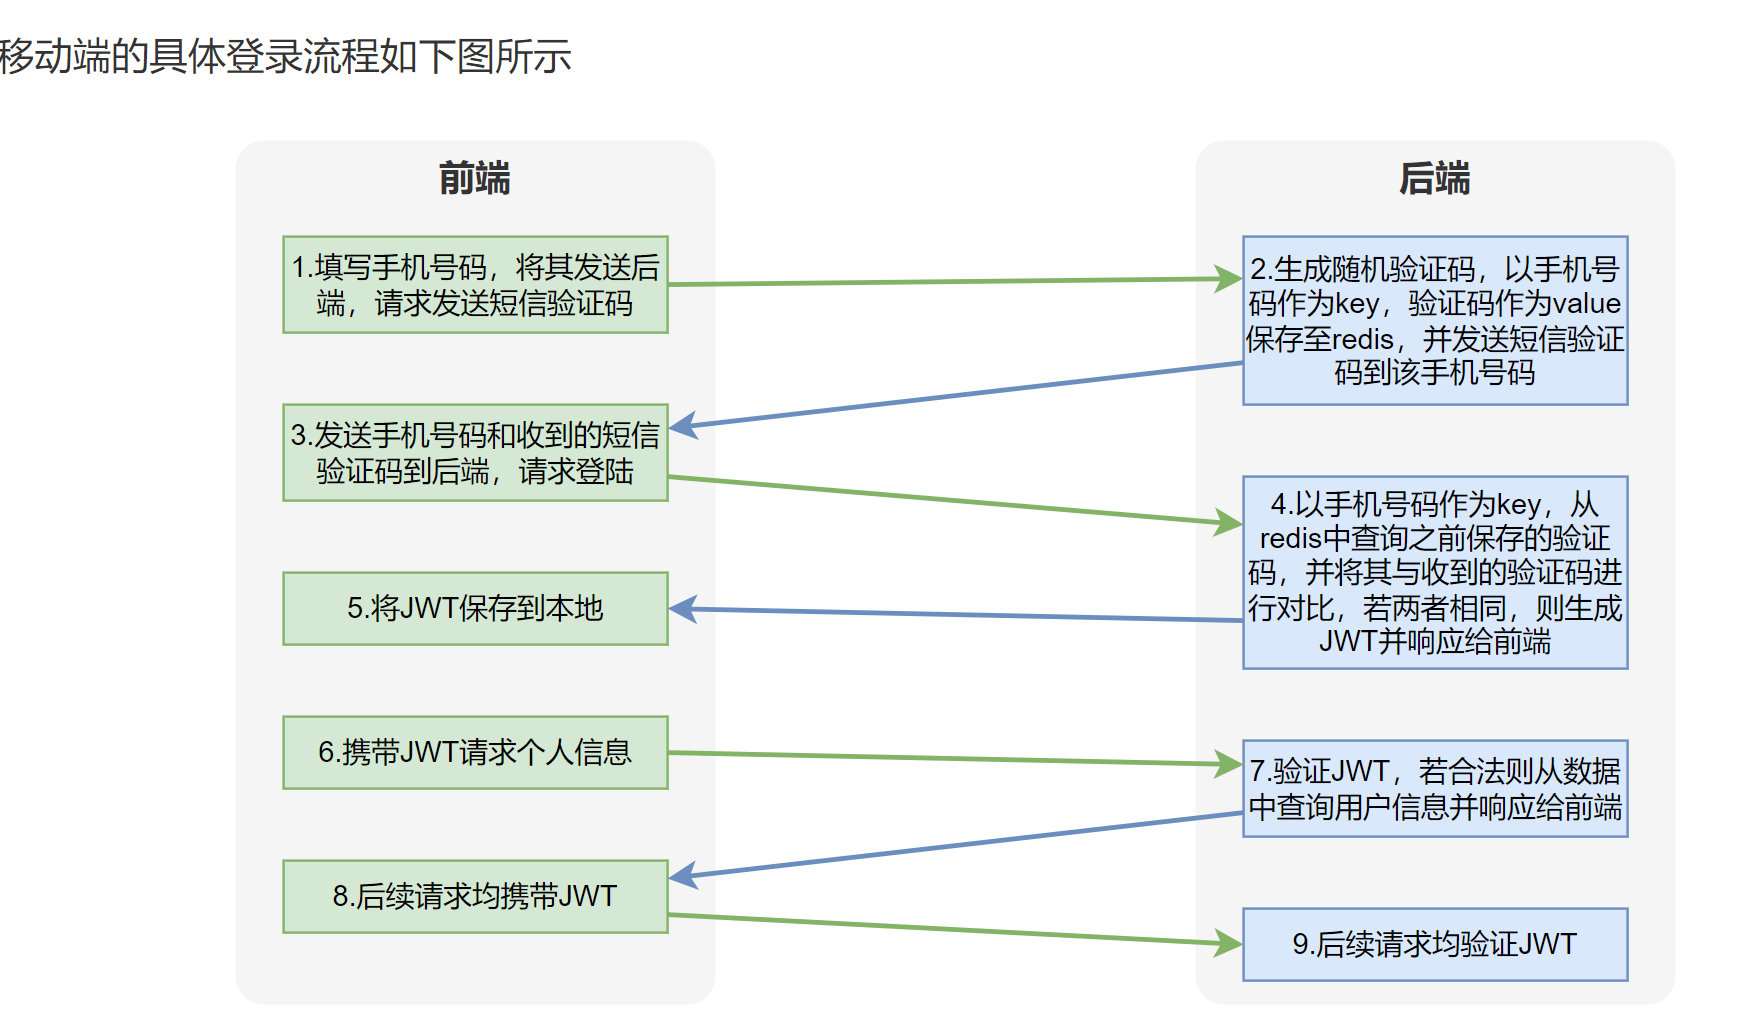 移动端的具体登录流程如下图所示
前端
后端
1.填写手机号码，将其发送后
端，请求发送短信验证码
2.生成随机验证码，以手机号
码作为key，验证码作为value
保存至redis，并发送短信验证
码到该手机号码
3.发送手机号码和收到的短信
验证码到后端，请求登陆
4.以手机号码作为key，从
redis中查询之前保存的验证
码，并将其与收到的验证码进
行对比，若两者相同，则生成
JWT并响应给前端
5.将JWT保存到本地
6.携带JWT请求个人信息
7.验证JWT，若合法则从数据
中查询用户信息并响应给前端
8.后续请求均携带JWT
9.后续请求均验证JWT